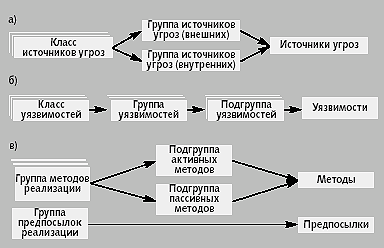 а)
Класс
источников угроз
Группа источников
угроз (внешних)
Группа источников
угроз (внутренних)
Источники угроз
б)
Класс
уязвимостей
Группа
уязвимостей
Подгруппа
уязвимостей
Уязвимости
в)
Группа методов
реализации
Подгруппа
активных
методов
Подгруппа
пассивных
методов
Методы
Группа
предпосылок
реализации
Предпосылки